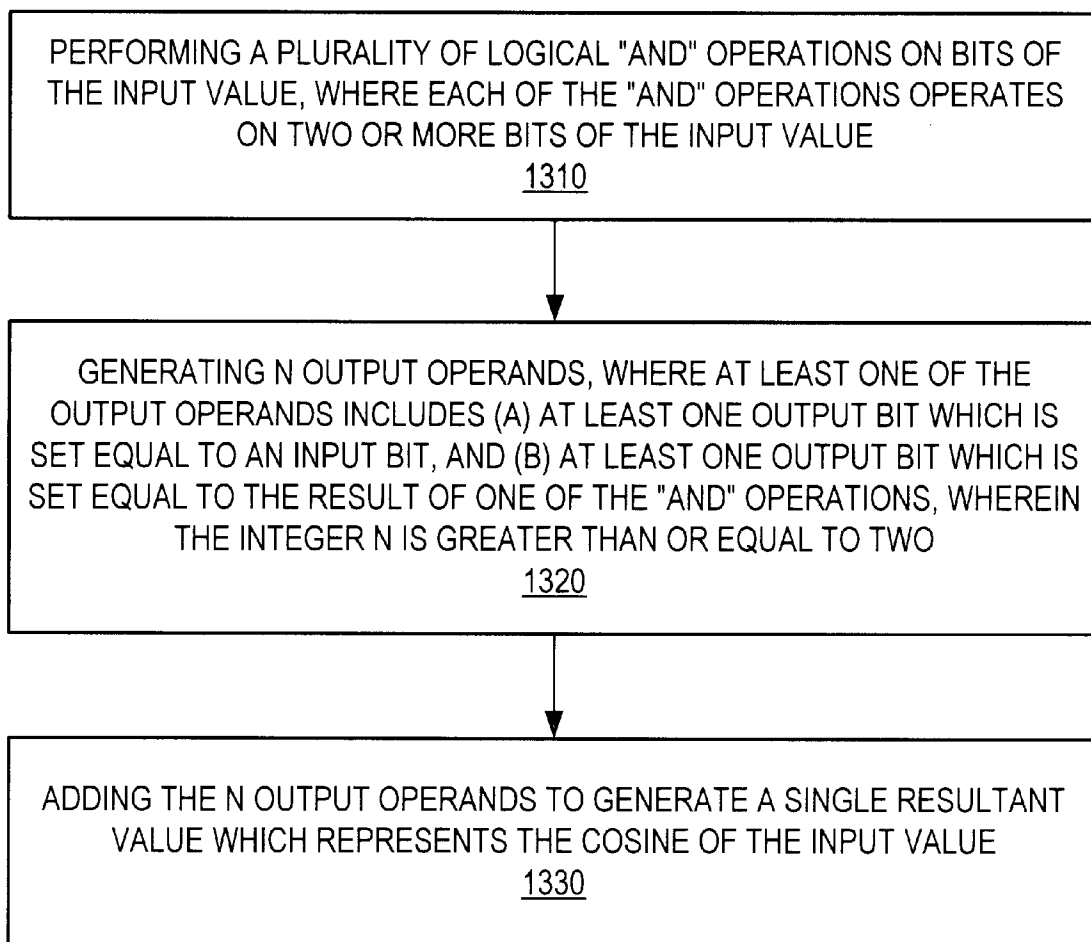 PERFORMING A PLURALITY OF LOGICAL "AND" OPERATIONS ON BITS OF
THE INPUT VALUE, WHERE EACH OF THE "AND" OPERATIONS OPERATES
ON TWO OR MORE BITS OF THE INPUT VALUE
1310
GENERATING N OUTPUT OPERANDS, WHERE AT LEAST ONE OF THE
OUTPUT OPERANDS INCLUDES (A) AT LEAST ONE OUTPUT BIT WHICH IS
SET EQUAL TO AN INPUT BIT, AND (B) AT LEAST ONE OUTPUT BIT WHICH IS
SET EQUAL TO THE RESULT OF ONE OF THE "AND" OPERATIONS, WHEREIN
THE INTEGER N IS GREATER THAN OR EQUAL TO TWO
1320
ADDING THE N OUTPUT OPERANDS TO GENERATE A SINGLE RESULTANT
VALUE WHICH REPRESENTS THE COSINE OF THE INPUT VALUE
1330